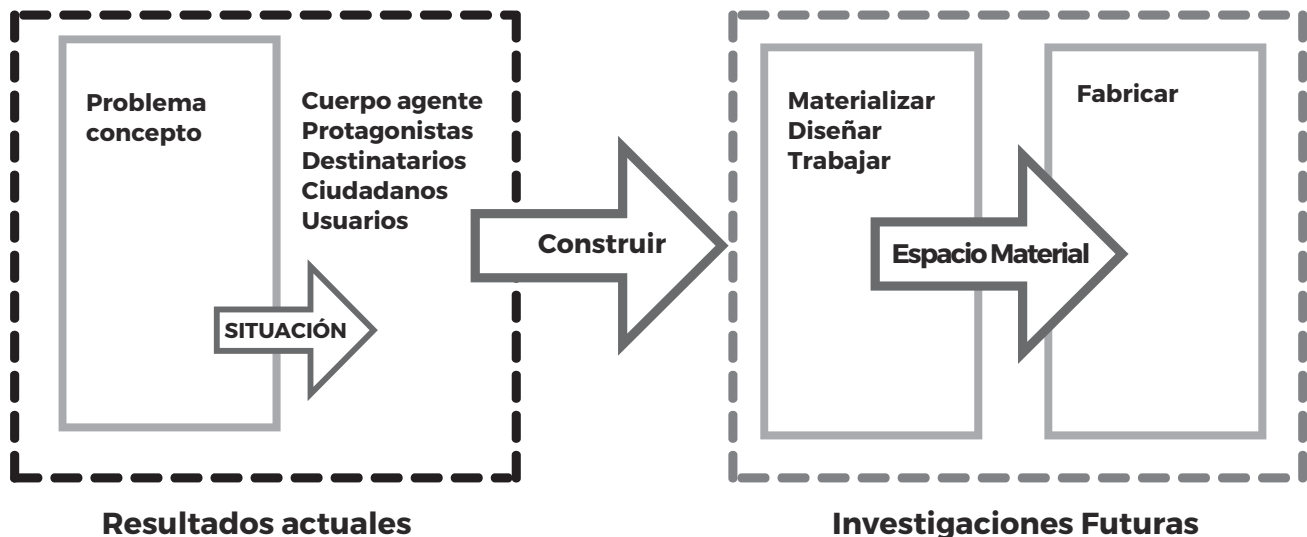 Problema
concepto
Cuerpo agente
Protagonistas
Destinatarios
Ciudadanos
Usuarios
SITUACIÓN
Construir
Materializar
Diseñar
Trabajar
Fabricar
Espacio Material
Resultados actuales
Investigaciones Futuras